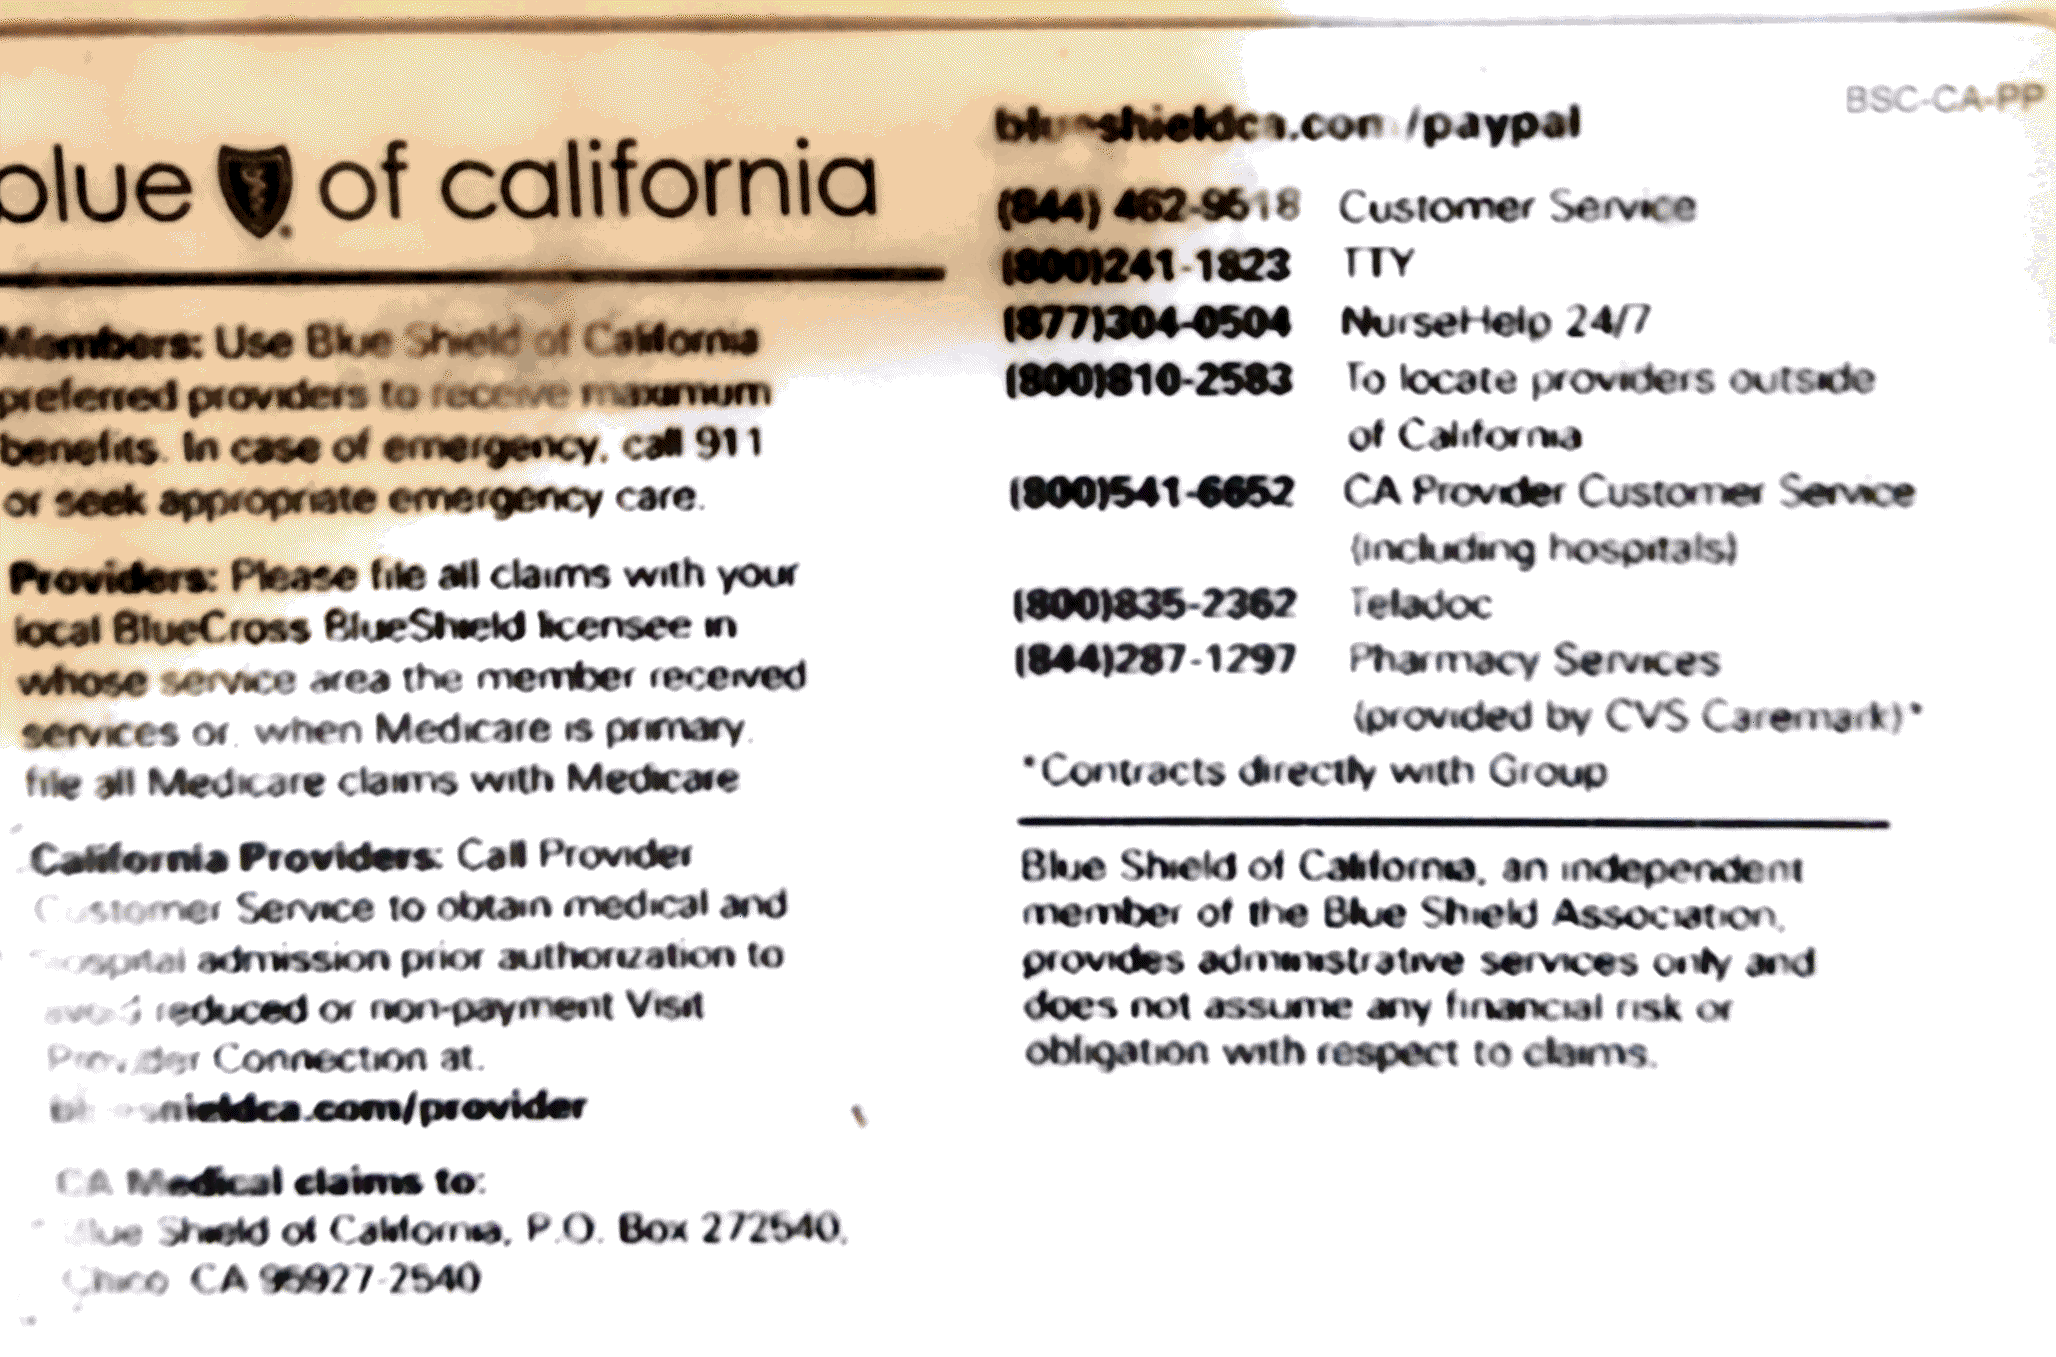 blue of california
Members: Use Blue Shield of California
preferred providers to receive maximum
benefits. In case of emergency, call 911
or seek appropriate emergency care.
Providers: Please file all claims with your
local BlueCross BlueShield licensee in
whose service area the member received
services or, when Medicare is primary,
file all Medicare claims with Medicare
California Providers: Call Provider
Customer Service to obtain medical and
hospital admission prior authorization to
avoid reduced or non-payment Visit
Provider Connection at:
blueshieldca.com/provider
CA Medical claims to:
Blue Shield of California, P.O. Box 272540,
Chico CA 95927-2540
BSC-CA-PP
blueshieldca.com/paypal
(844) 462-9518 Customer Service
(800)241-1823 TTY
(877)304-0504 NurseHelp 24/7
(800)810-2583 To locate providers outside
of California
(800)541-6652 CA Provider Customer Service
(including hospitals)
(800)835-2362 Teladoc
(844)287-1297 Pharmacy Services
(provided by CVS Caremark)*
*Contracts directly with Group
Blue Shield of California, an independent
member of the Blue Shield Association,
provides administrative services only and
does not assume any financial risk or
obligation with respect to claims.